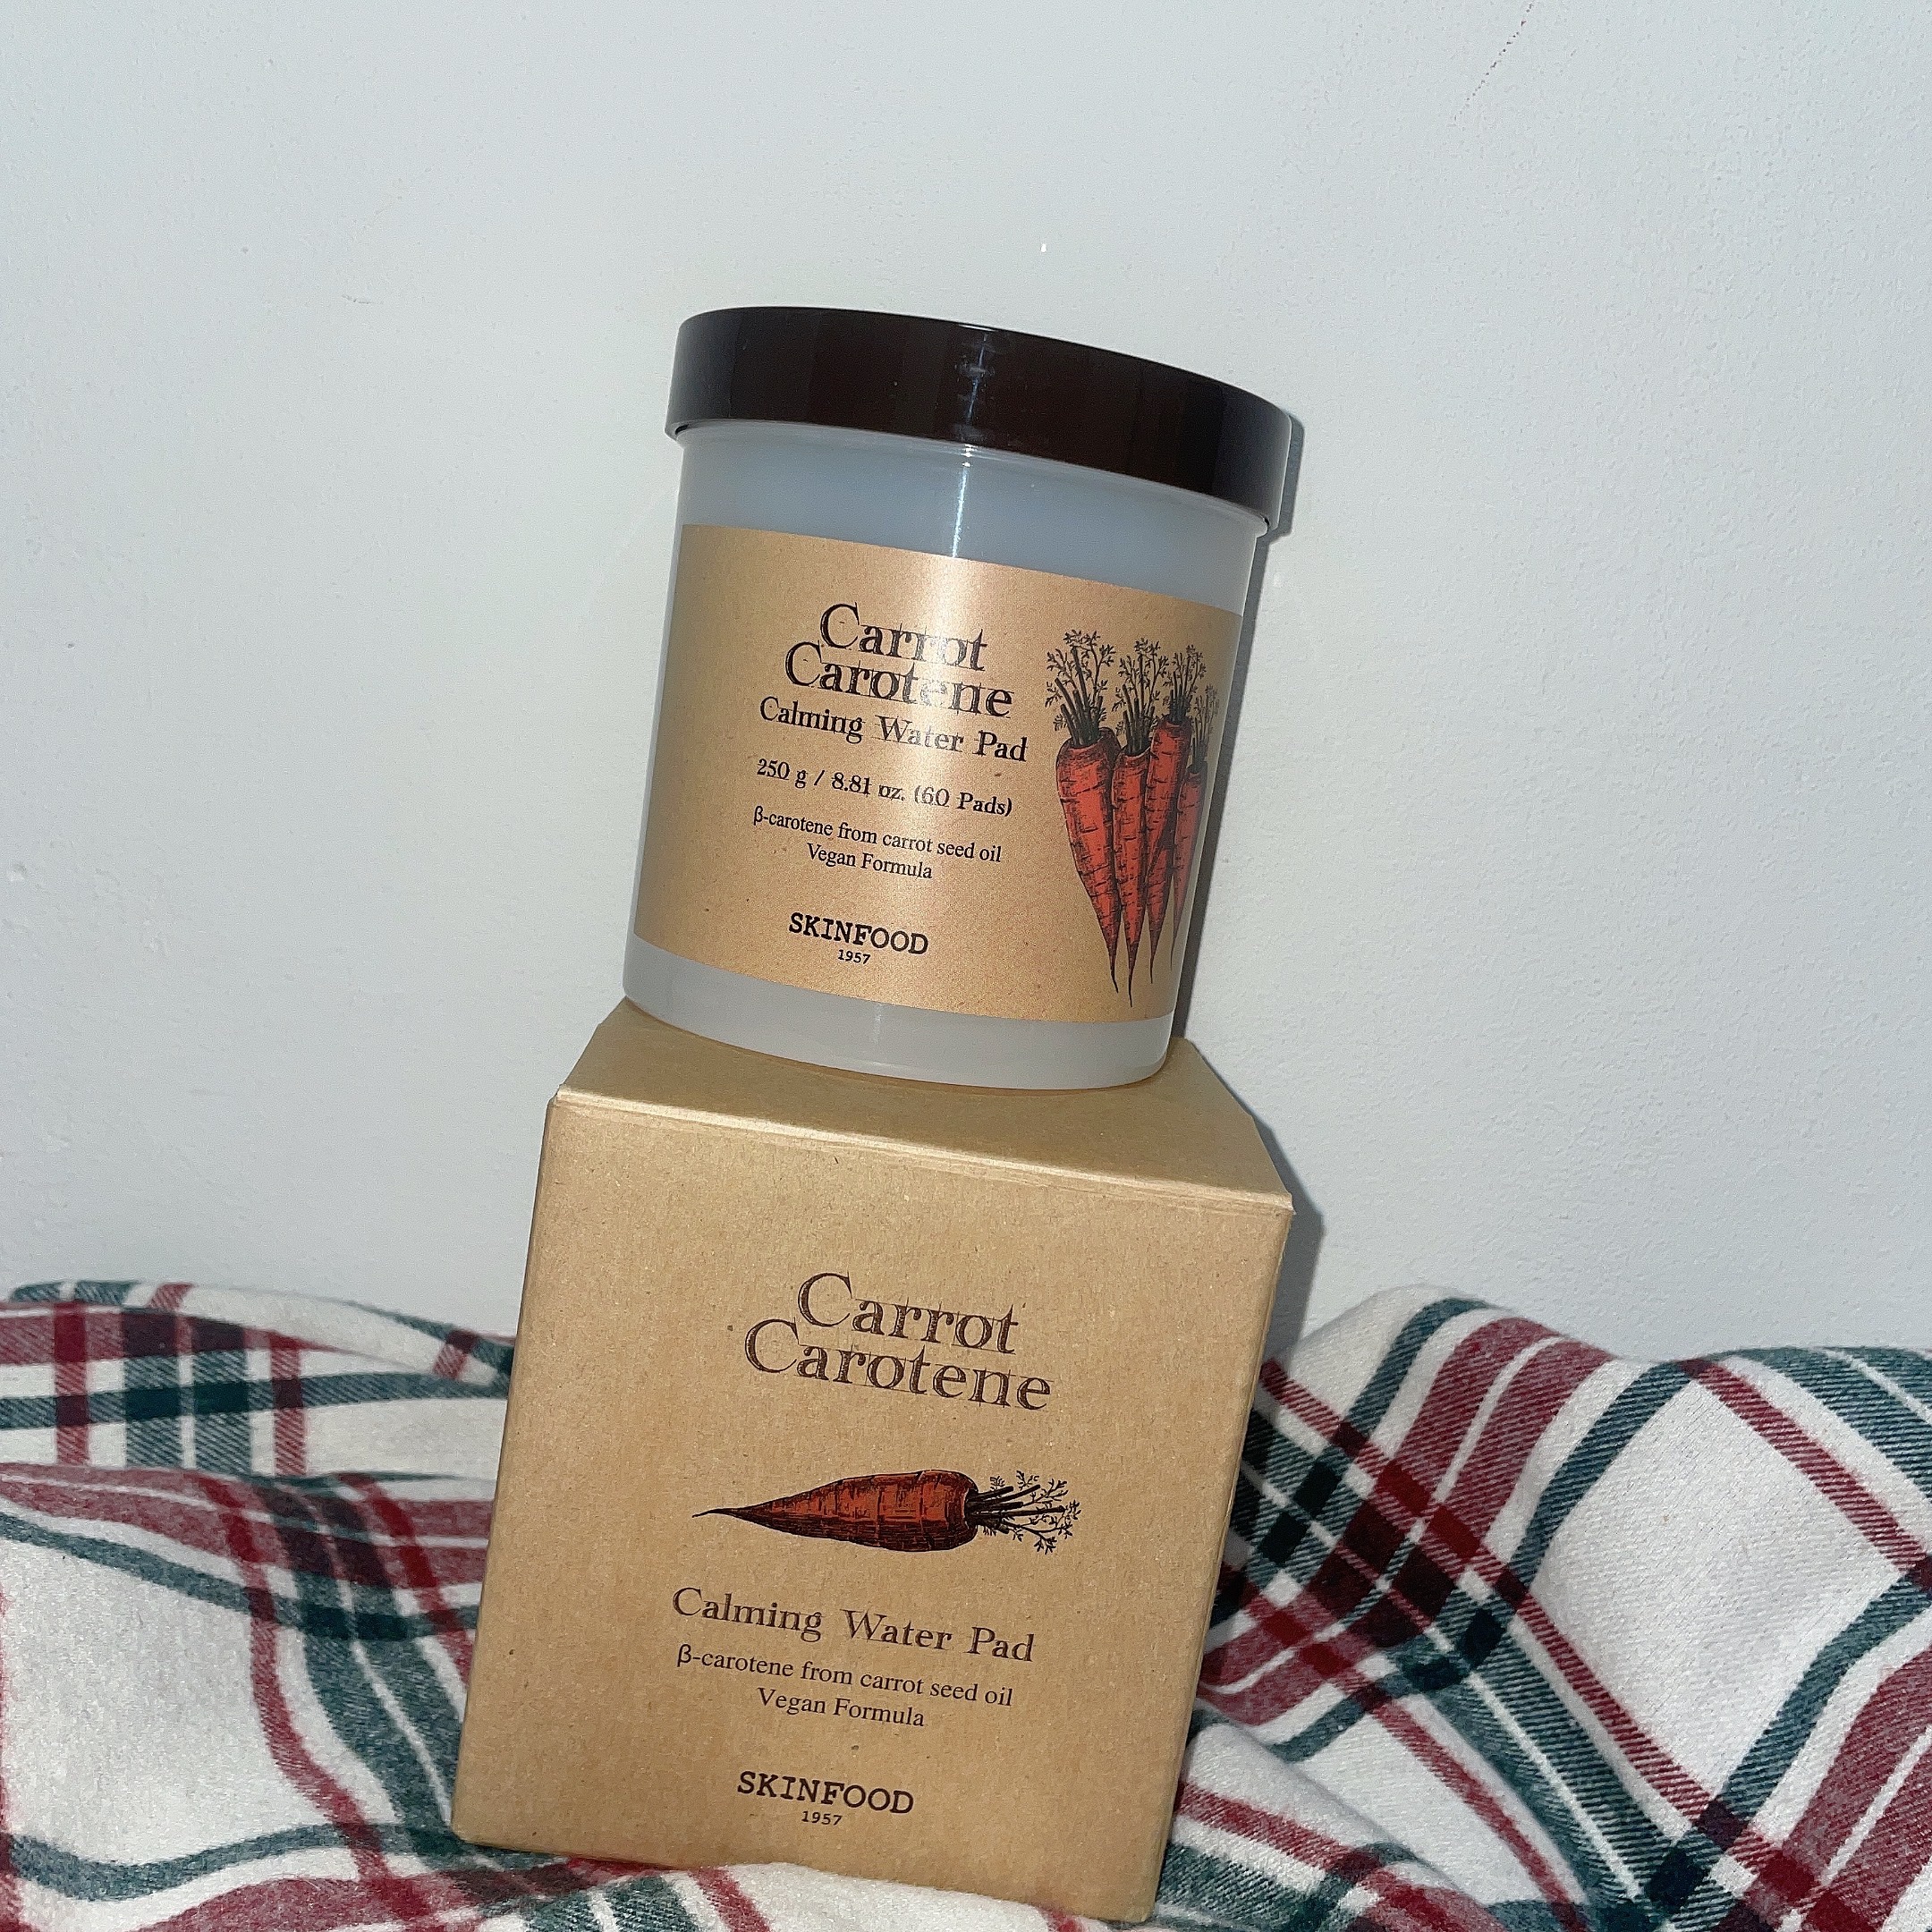 Carrot
Carotene
Calming Water Pad
250 g / 8.81 oz. (60 Pads)
β-carotene from carrot seed oil
Vegan Formula
SKINFOOD
1957
Carrot
Carotene
Calming Water Pad
β-carotene from carrot seed oil
Vegan Formula
SKINFOOD
1957